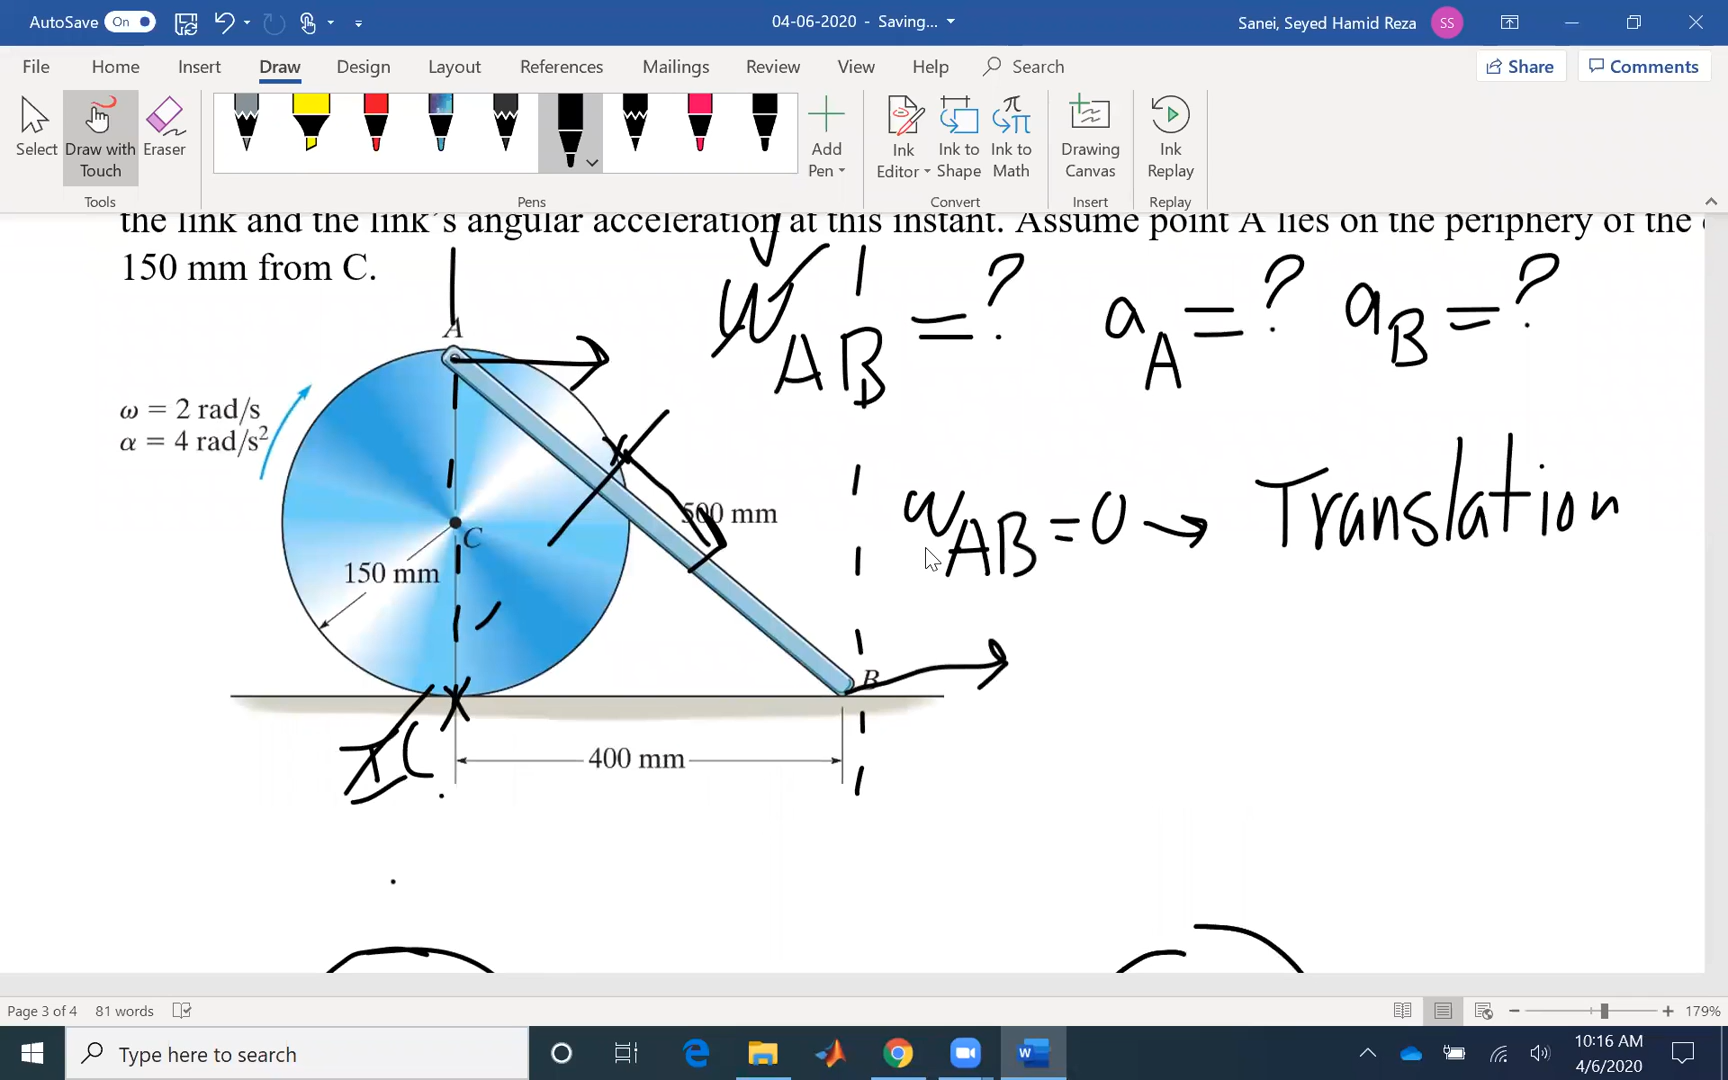 AutoSave On
04-06-2020 - Saving...
Sanei, Seyed Hamid Reza SS
File Home Insert Draw Design Layout References Mailings Review View Help Search
Share Comments
Select
Draw with Touch
Eraser
Add Pen
Ink Editor
Ink to Shape
Ink to Math
Drawing Canvas
Ink Replay
Tools
Pens
Convert
Insert
Replay
the link and the link's angular acceleration at this instant. Assume point A lies on the periphery of the
150 mm from C.
ω_AB = ? a_A = ? a_B = ?
A
ω = 2 rad/s
α = 4 rad/s²
500 mm
ω_AB = 0 → Translation
C
150 mm
B
IC
400 mm
Page 3 of 4 81 words
179%
Type here to search
10:16 AM
4/6/2020